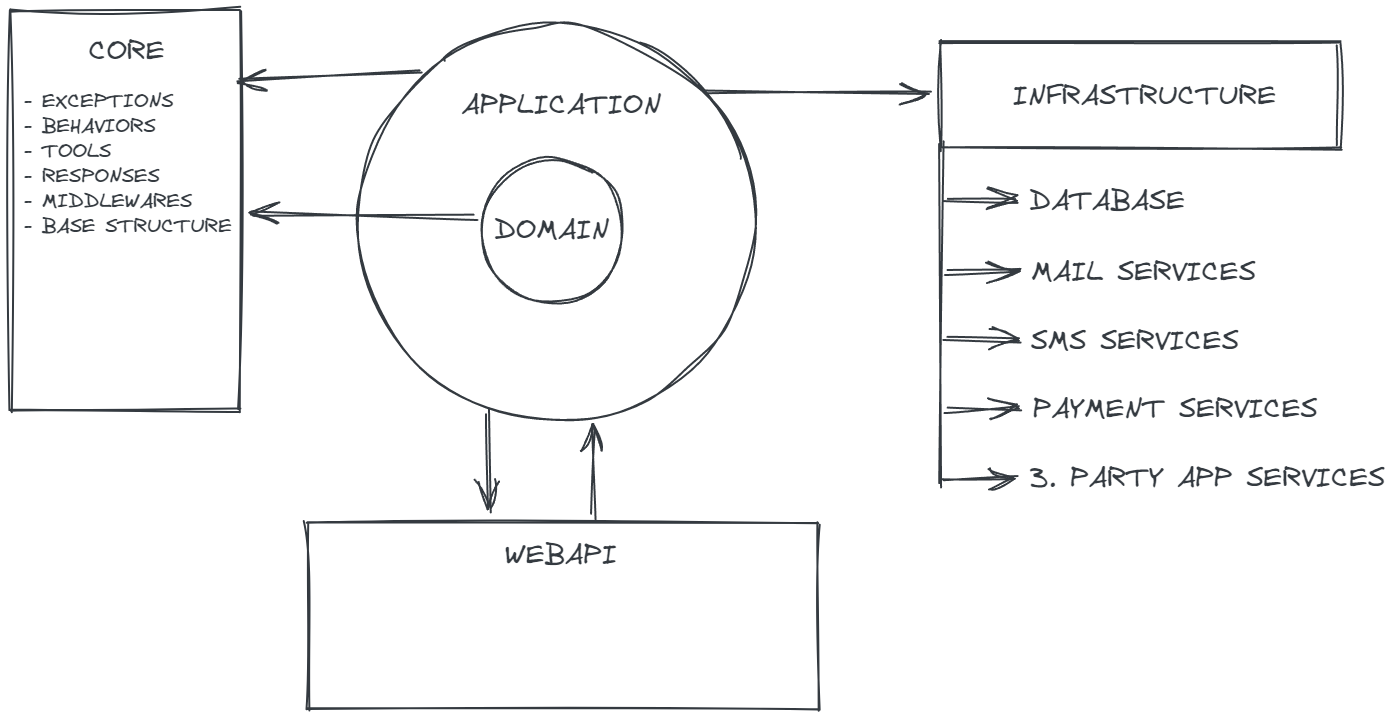 CORE
- EXCEPTIONS
- BEHAVIORS
- TOOLS
- RESPONSES
- MIDDLEWARES
- BASE STRUCTURE
APPLICATION
DOMAIN
INFRASTRUCTURE
DATABASE
MAIL SERVICES
SMS SERVICES
PAYMENT SERVICES
3. PARTY APP SERVICES
WEBAPI